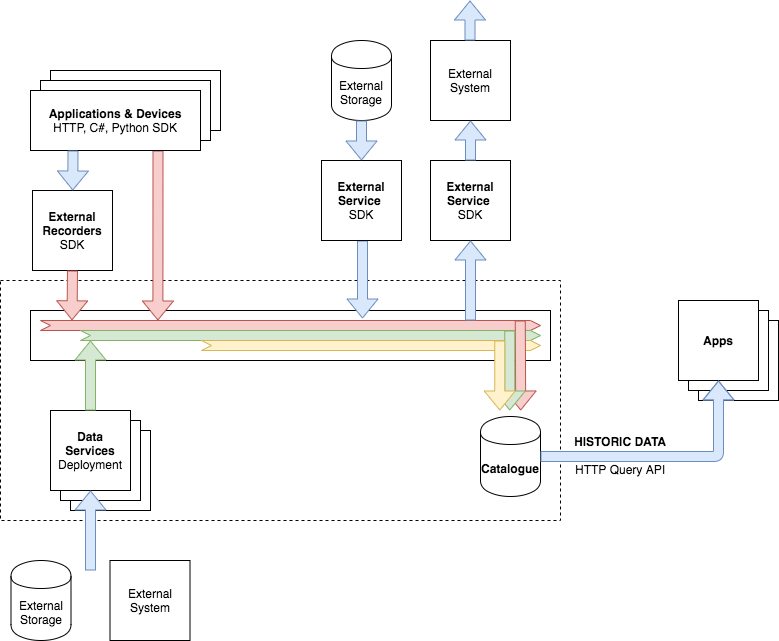 External
Storage
External
System
Applications & Devices
HTTP, C#, Python SDK
External
Recorders
SDK
External
Service
SDK
External
Service
SDK
Apps
Data
Services
Deployment
Catalogue
HISTORIC DATA
HTTP Query API
External
Storage
External
System